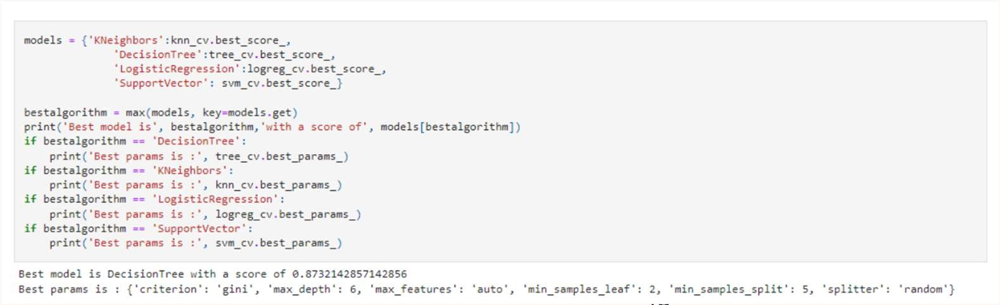 models = {'KNeighbors':knn_cv.best_score_,
              'DecisionTree':tree_cv.best_score_,
              'LogisticRegression':logreg_cv.best_score_,
              'SupportVector': svm_cv.best_score_}
bestalgorithm = max(models, key=models.get)
print('Best model is', bestalgorithm,'with a score of', models[bestalgorithm])
if bestalgorithm == 'DecisionTree':
    print('Best params is :', tree_cv.best_params_)
if bestalgorithm == 'KNeighbors':
    print('Best params is :', knn_cv.best_params_)
if bestalgorithm == 'LogisticRegression':
    print('Best params is :', logreg_cv.best_params_)
if bestalgorithm == 'SupportVector':
    print('Best params is :', svm_cv.best_params_)
Best model is DecisionTree with a score of 0.8732142857142856
Best params is : {'criterion': 'gini', 'max_depth': 6, 'max_features': 'auto', 'min_samples_leaf': 2, 'min_samples_split': 5, 'splitter': 'random'}